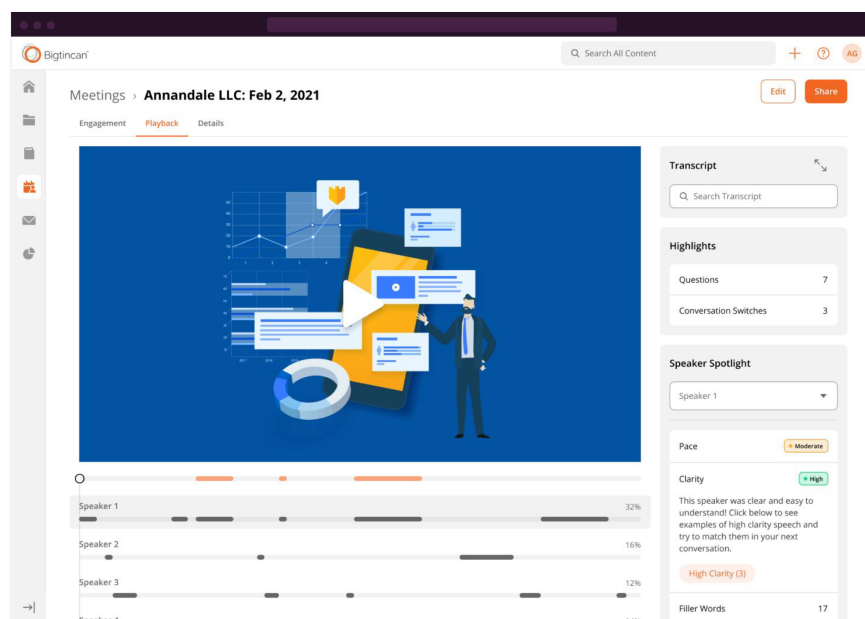 Bigtincan
Search All Content
AG
Meetings › Annandale LLC: Feb 2, 2021
Edit
Share
Engagement
Playback
Details
Transcript
Search Transcript
Highlights
Questions 7
Conversation Switches 3
Speaker Spotlight
Speaker 1
Pace
Moderate
Clarity
High
This speaker was clear and easy to
understand! Click below to see
examples of high clarity speech and
try to match them in your next
conversation.
High Clarity (3)
Filler Words 17
Speaker 1 32%
Speaker 2 16%
Speaker 3 12%